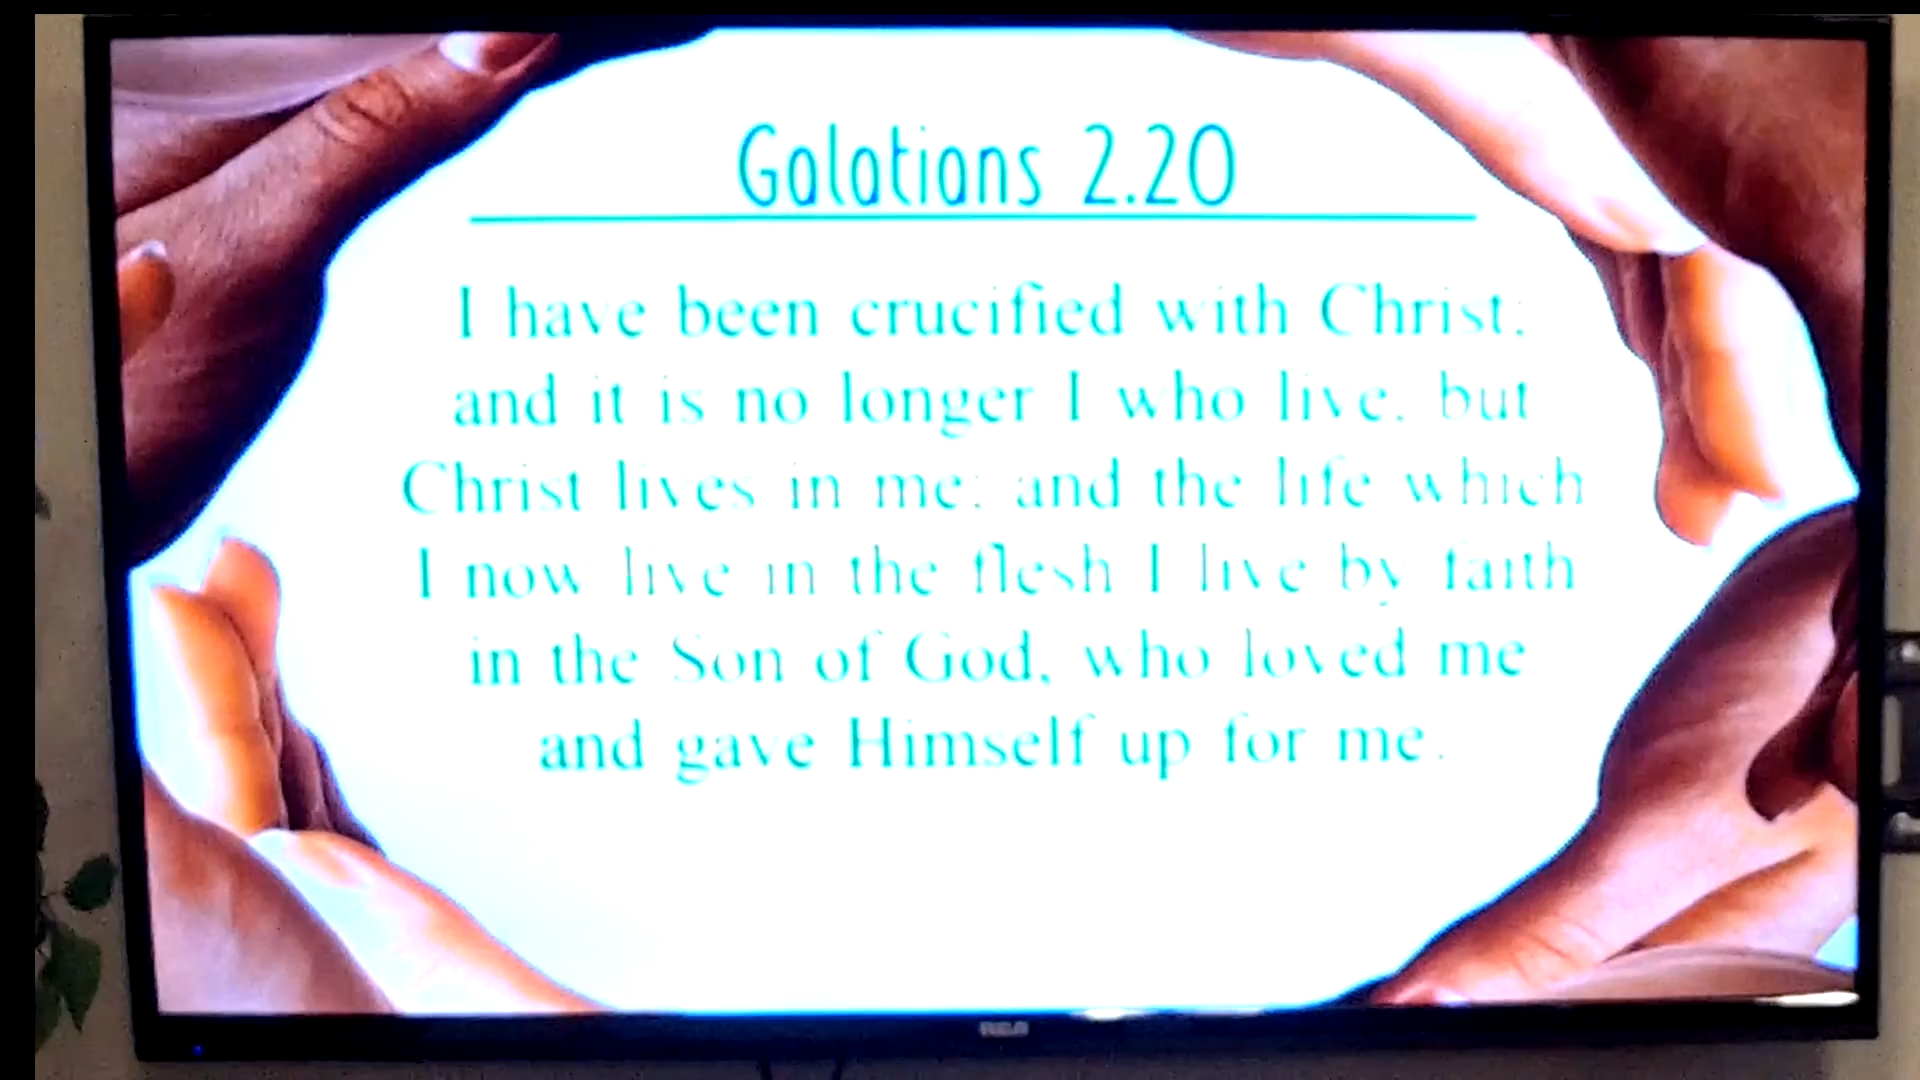 Galatians 2.20
I have been crucified with Christ;
and it is no longer I who live, but
Christ lives in me; and the life which
I now live in the flesh I live by faith
in the Son of God, who loved me
and gave Himself up for me.
RCA